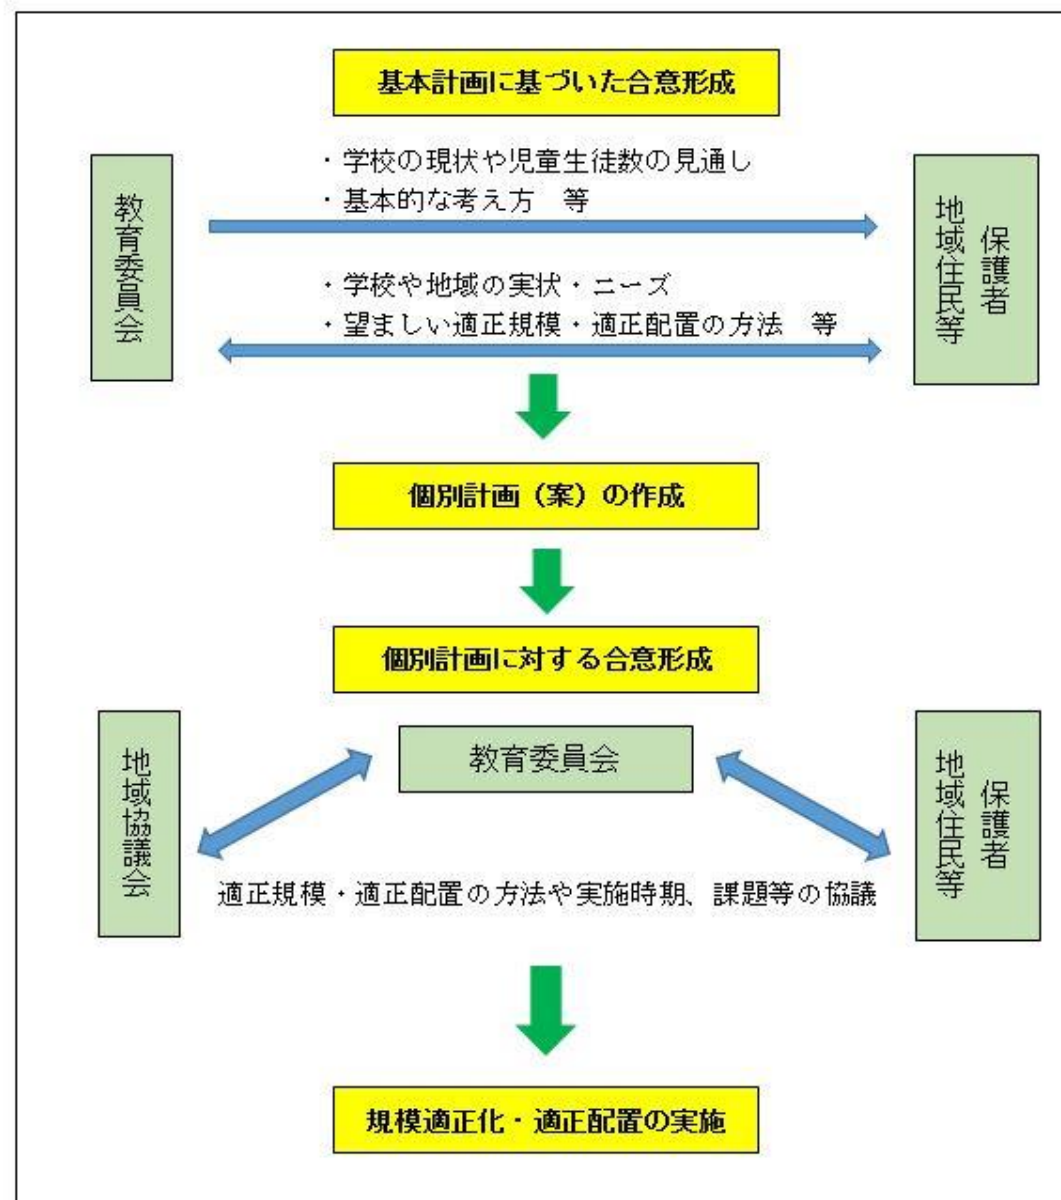 基本計画に基づいた合意形成
教育委員会
・学校の現状や児童生徒数の見通し
・基本的な考え方　等
・学校や地域の実状・ニーズ
・望ましい適正規模・適正配置の方法　等
保護者
地域住民等
個別計画（案）の作成
個別計画に対する合意形成
地域協議会
教育委員会
保護者
地域住民等
適正規模・適正配置の方法や実施時期、課題等の協議
規模適正化・適正配置の実施